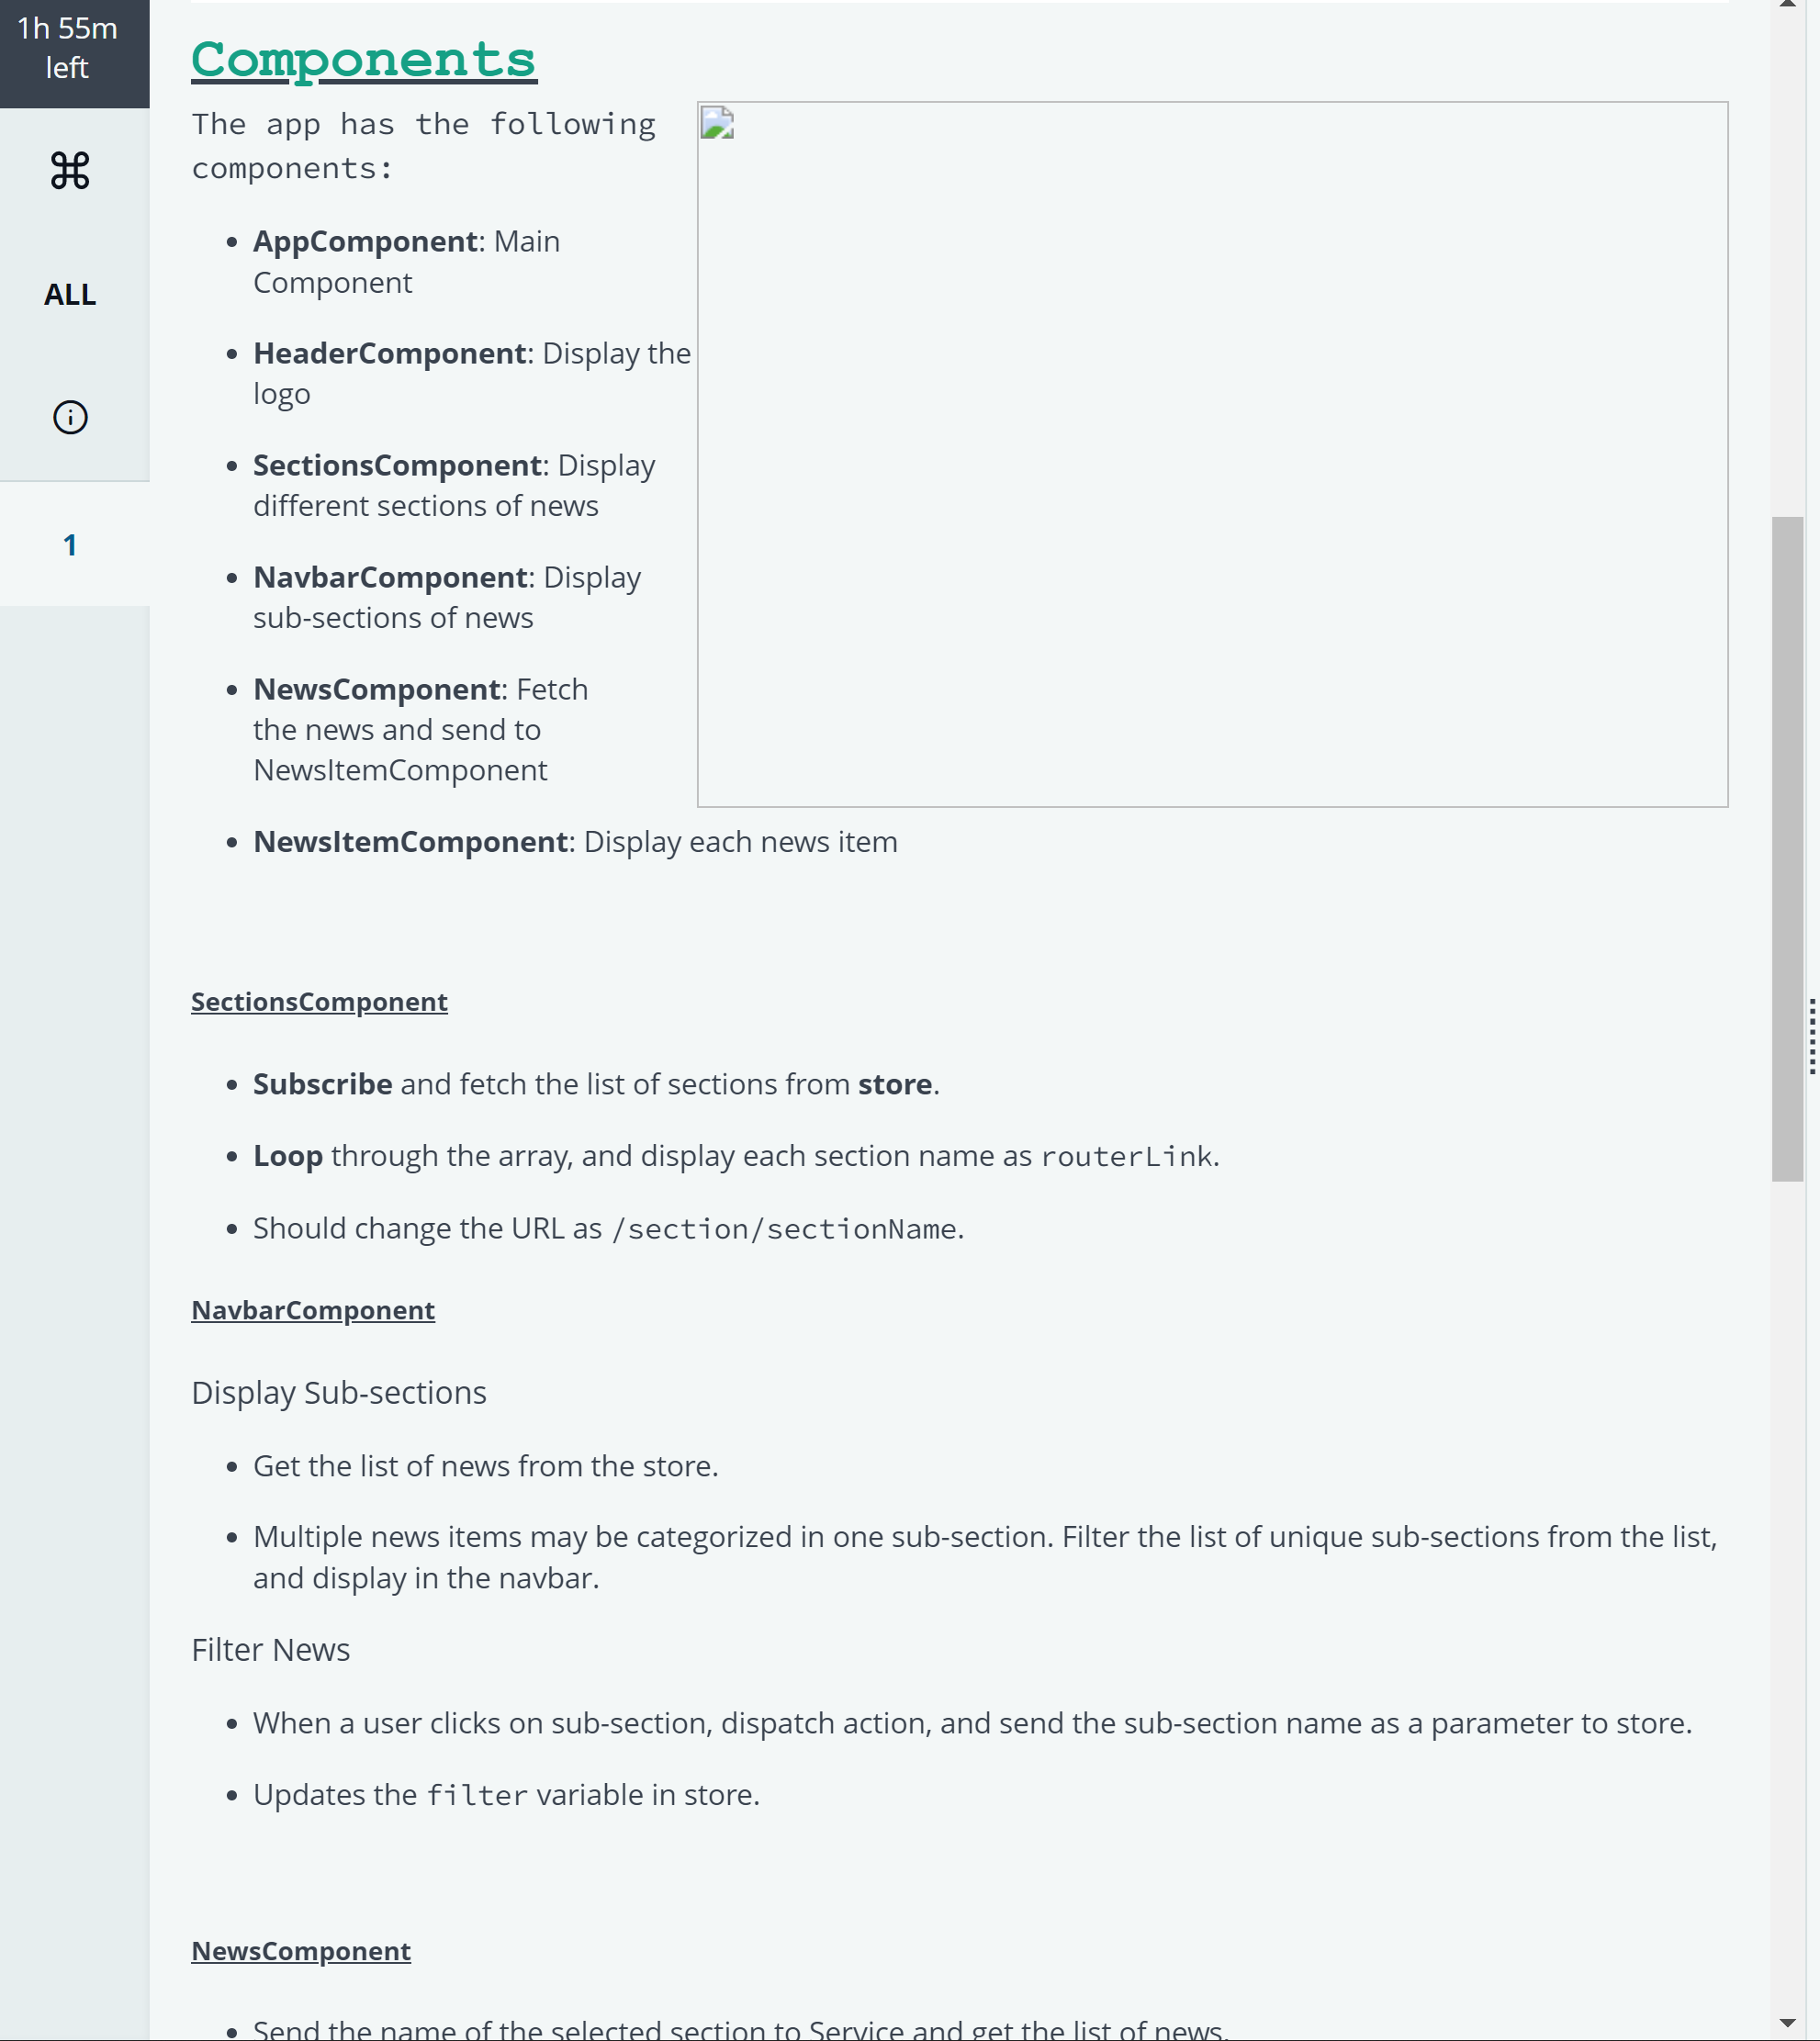 1h 55m
left
ALL
1
Components
The app has the following
components:
AppComponent: Main
Component
HeaderComponent: Display the
logo
SectionsComponent: Display
different sections of news
NavbarComponent: Display
sub-sections of news
NewsComponent: Fetch
the news and send to
NewsItemComponent
NewsItemComponent: Display each news item
SectionsComponent
Subscribe and fetch the list of sections from store.
Loop through the array, and display each section name as routerLink.
Should change the URL as /section/sectionName.
NavbarComponent
Display Sub-sections
Get the list of news from the store.
Multiple news items may be categorized in one sub-section. Filter the list of unique sub-sections from the list,
and display in the navbar.
Filter News
When a user clicks on sub-section, dispatch action, and send the sub-section name as a parameter to store.
Updates the filter variable in store.
NewsComponent
Send the name of the selected section to Service and get the list of news.